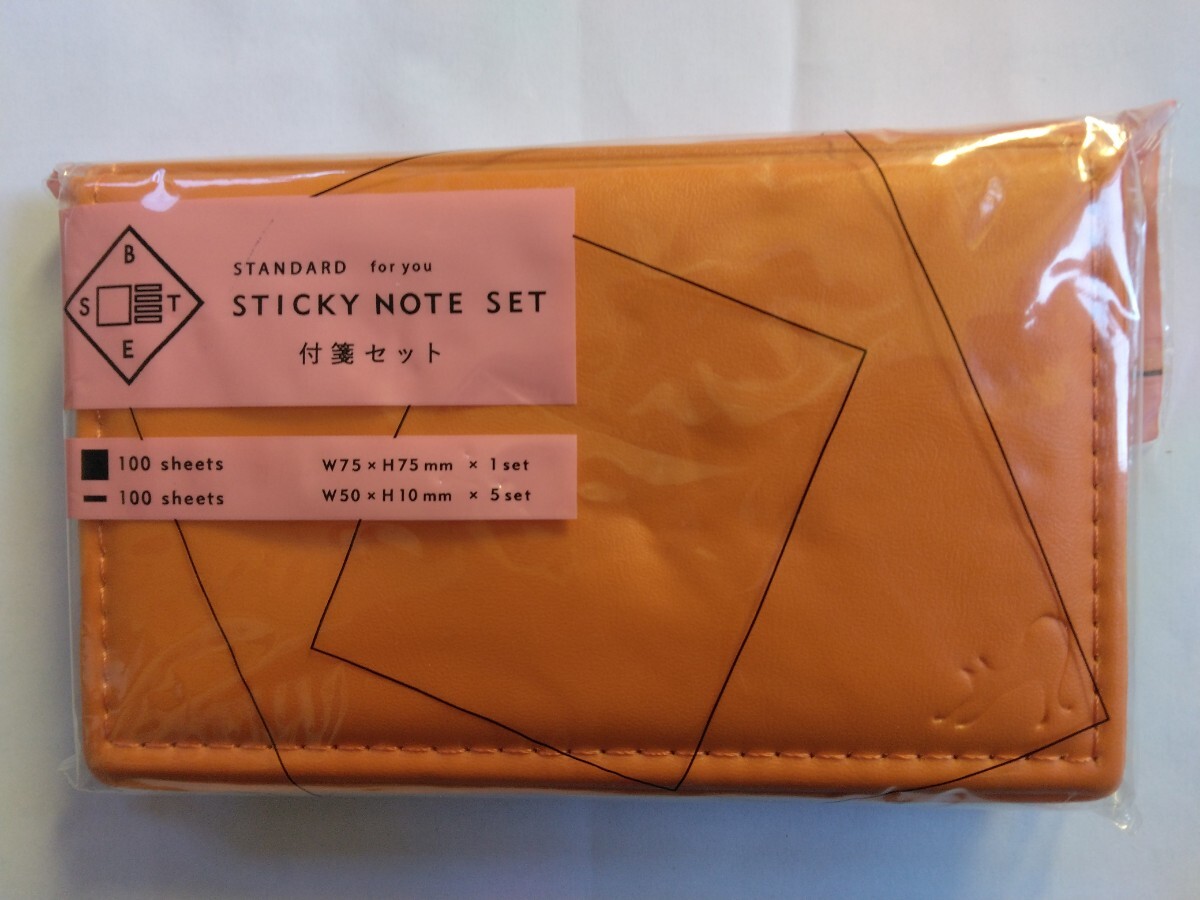 B
S T
E
STANDARD for you
STICKY NOTE SET
付箋セット
100 sheets W75 × H75 mm × 1 set
100 sheets W50 × H10 mm × 5 set